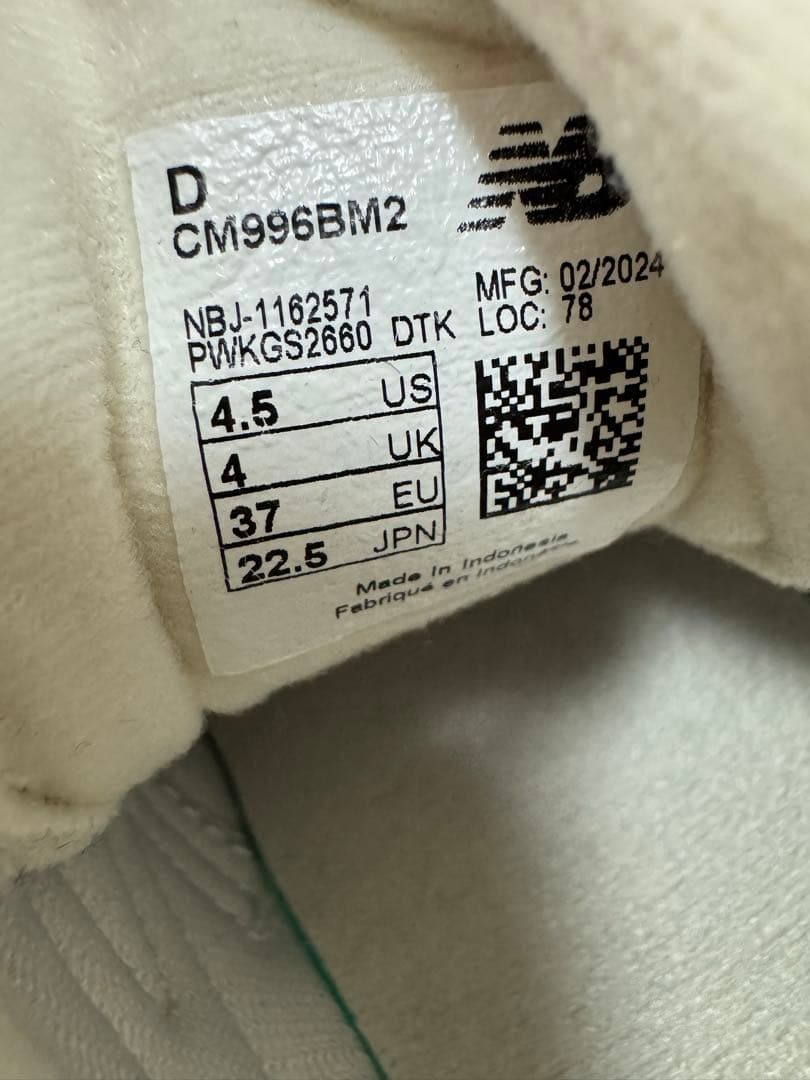 D
CM996BM2
NB
NBJ-1162571
PWKGS2660 DTK
MFG: 02/2024
LOC: 78
4.5 US
4 UK
37 EU
22.5 JPN
Made in Indonesia
Fabriqué en Indonésie